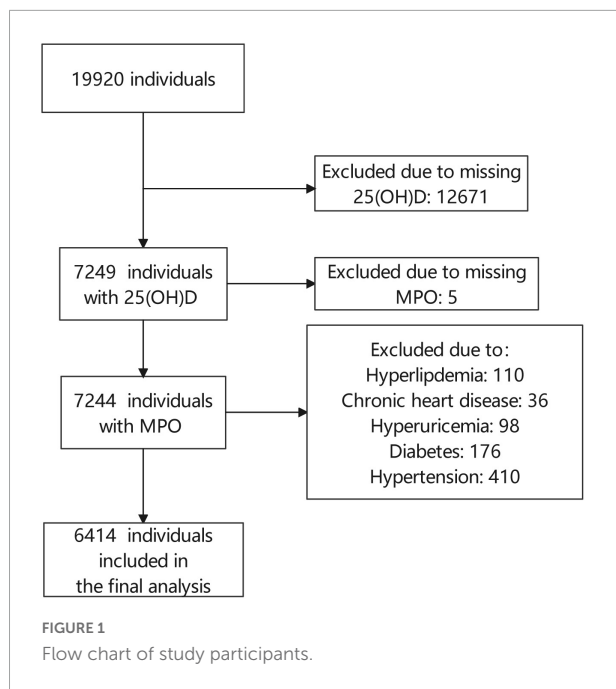 19920 individuals
Excluded due to missing
25(OH)D: 12671
7249 individuals
with 25(OH)D
Excluded due to missing
MPO: 5
7244 individuals
with MPO
Excluded due to:
Hyperlipdemia: 110
Chronic heart disease: 36
Hyperuricemia: 98
Diabetes: 176
Hypertension: 410
6414 individuals
included in
the final analysis
FIGURE 1
Flow chart of study participants.